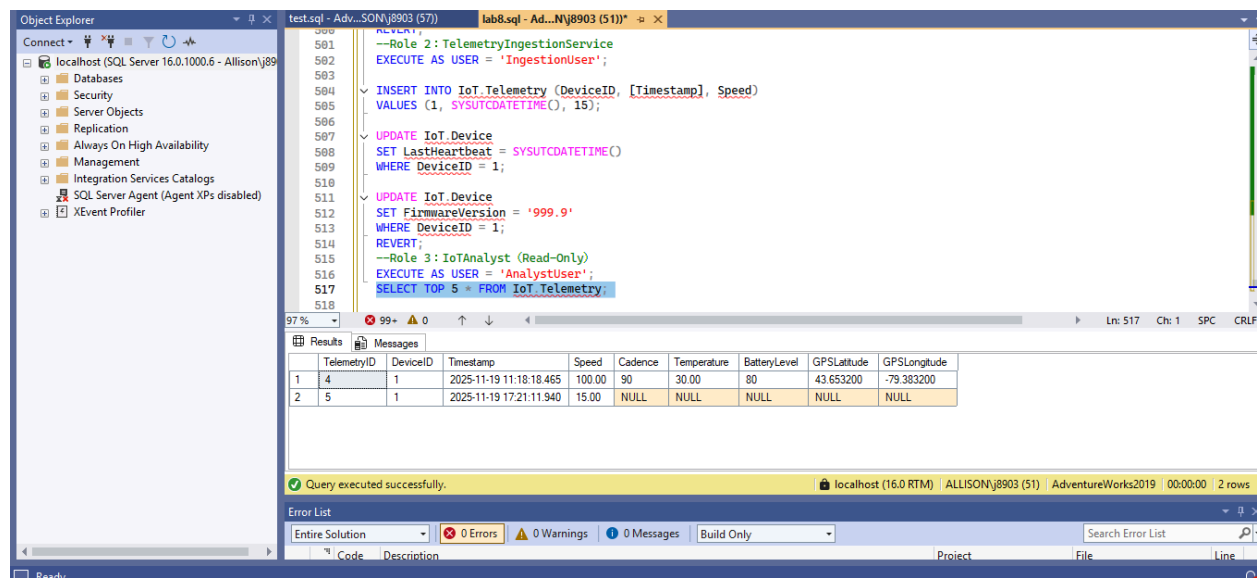 Object Explorer
Connect
localhost (SQL Server 16.0.1000.6 - Allison\j89
Databases
Security
Server Objects
Replication
Always On High Availability
Management
Integration Services Catalogs
SQL Server Agent (Agent XPs disabled)
XEvent Profiler
test.sql - Adv...SON\j8903 (57))
lab8.sql - Ad...N\j8903 (51))*
500 REVERT;
501 --Role 2：TelemetryIngestionService
502 EXECUTE AS USER = 'IngestionUser';
503
504 INSERT INTO IoT.Telemetry (DeviceID, [Timestamp], Speed)
505 VALUES (1, SYSUTCDATETIME(), 15);
506
507 UPDATE IoT.Device
508 SET LastHeartbeat = SYSUTCDATETIME()
509 WHERE DeviceID = 1;
510
511 UPDATE IoT.Device
512 SET FirmwareVersion = '999.9'
513 WHERE DeviceID = 1;
514 REVERT;
515 --Role 3：IoTAnalyst（Read-Only）
516 EXECUTE AS USER = 'AnalystUser';
517 SELECT TOP 5 * FROM IoT.Telemetry;
518
97 % 99+ 0 Ln: 517 Ch: 1 SPC CRLF
Results Messages
TelemetryID DeviceID Timestamp Speed Cadence Temperature BatteryLevel GPSLatitude GPSLongitude
1 4 1 2025-11-19 11:18:18.465 100.00 90 30.00 80 43.653200 -79.383200
2 5 1 2025-11-19 17:21:11.940 15.00 NULL NULL NULL NULL NULL
Query executed successfully. localhost (16.0 RTM) ALLISON\j8903 (51) AdventureWorks2019 00:00:00 2 rows
Error List
Entire Solution 0 Errors 0 Warnings 0 Messages Build Only Search Error List
Code Description Project File Line
Ready